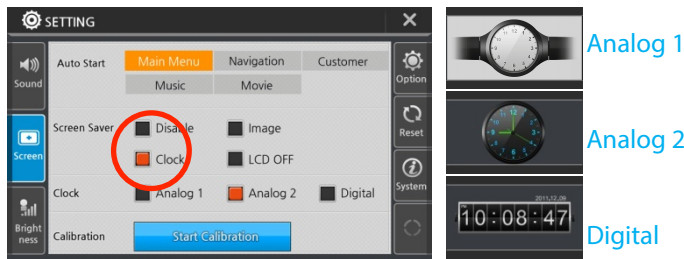 SETTING
Sound
Screen
Bright
ness
Auto Start
Main Menu
Navigation
Customer
Music
Movie
Screen Saver
Disable
Image
Clock
LCD OFF
Clock
Analog 1
Analog 2
Digital
Calibration
Start Calibration
Option
Reset
System
Analog 1
Analog 2
2011.12.09
10:08:47
Digital